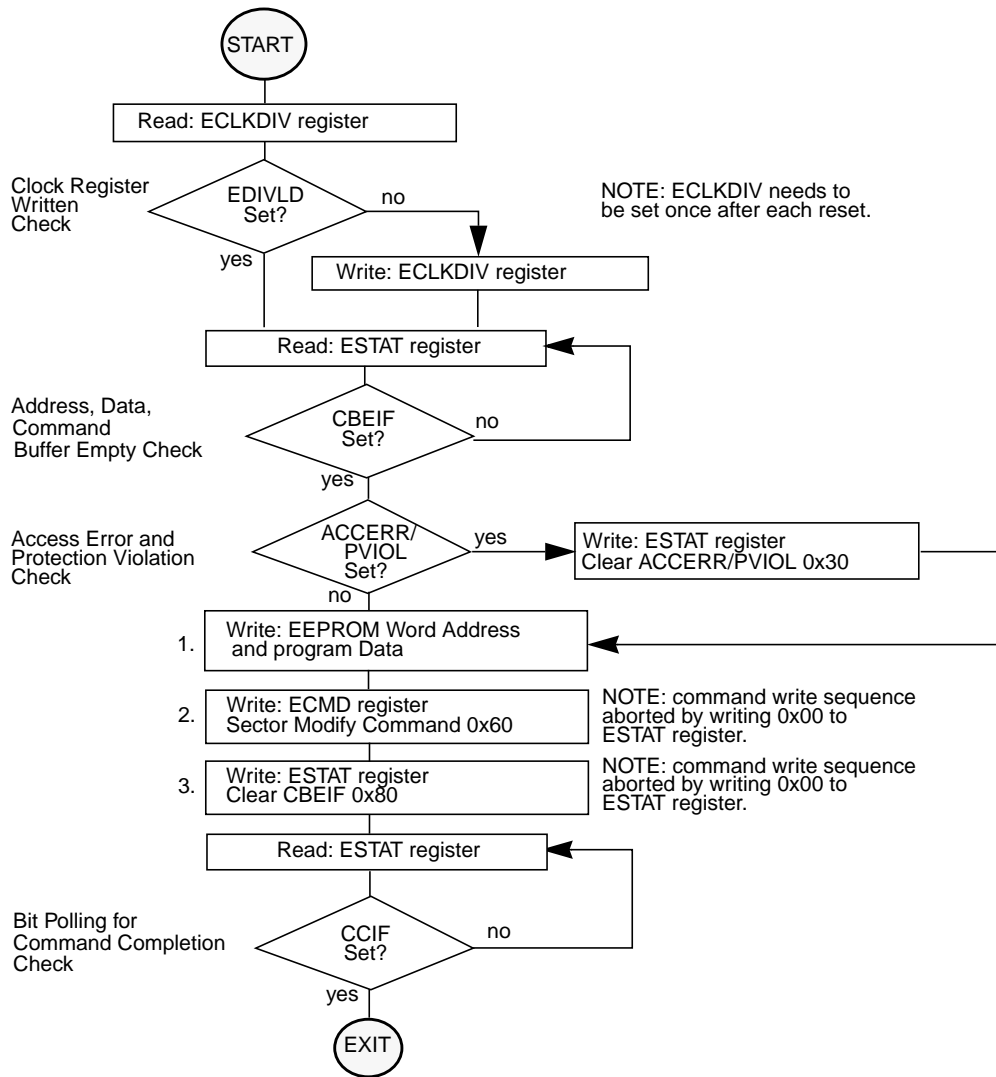 START
Read: ECLKDIV register
Clock Register
Written
Check
EDIVLD
Set?
no
yes
NOTE: ECLKDIV needs to
be set once after each reset.
Write: ECLKDIV register
Read: ESTAT register
Address, Data,
Command
Buffer Empty Check
CBEIF
Set?
no
yes
Access Error and
Protection Violation
Check
ACCERR/
PVIOL
Set?
yes
no
Write: ESTAT register
Clear ACCERR/PVIOL 0x30
1.
Write: EEPROM Word Address
and program Data
2.
Write: ECMD register
Sector Modify Command 0x60
NOTE: command write sequence
aborted by writing 0x00 to
ESTAT register.
3.
Write: ESTAT register
Clear CBEIF 0x80
NOTE: command write sequence
aborted by writing 0x00 to
ESTAT register.
Read: ESTAT register
Bit Polling for
Command Completion
Check
CCIF
Set?
no
yes
EXIT